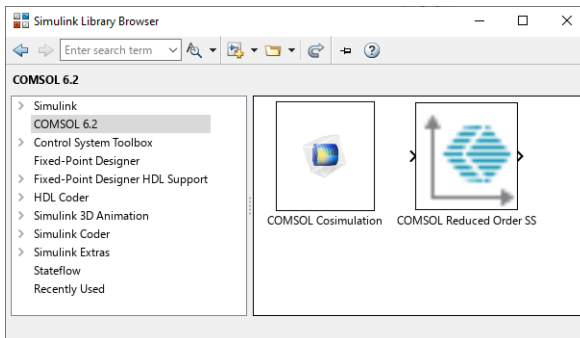 Simulink Library Browser
Enter search term
COMSOL 6.2
Simulink
COMSOL 6.2
Control System Toolbox
Fixed-Point Designer
Fixed-Point Designer HDL Support
HDL Coder
Simulink 3D Animation
Simulink Coder
Simulink Extras
Stateflow
Recently Used
COMSOL Cosimulation
COMSOL Reduced Order SS